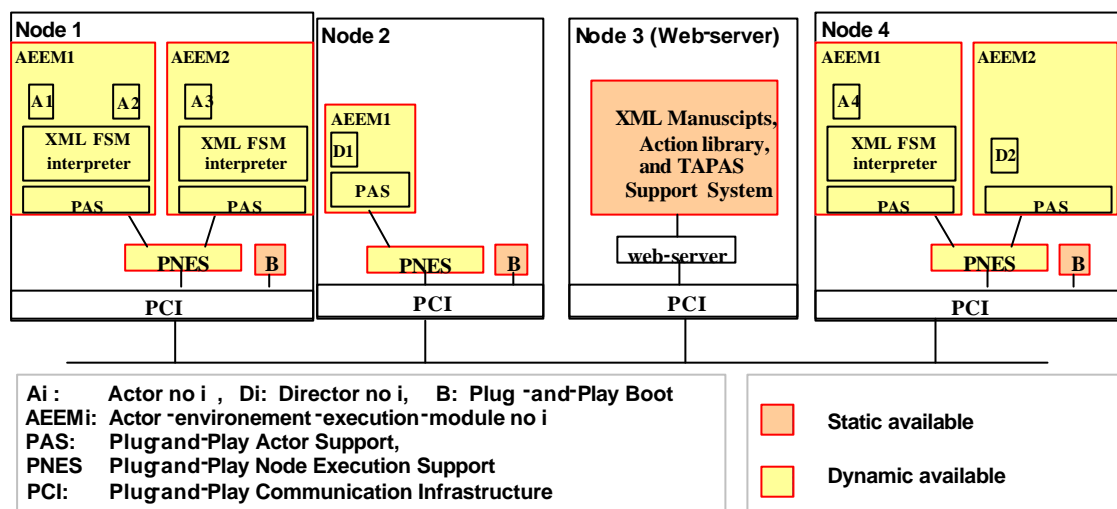 Node 1
AEEM1
A1
A2
XML FSM
interpreter
PAS
AEEM2
A3
XML FSM
interpreter
PAS
PNES
B
PCI
Node 2
AEEM1
D1
PAS
PNES
B
PCI
Node 3 (Web-server)
XML Manuscipts,
Action library,
and TAPAS
Support System
web-server
PCI
Node 4
AEEM1
A4
XML FSM
interpreter
PAS
AEEM2
D2
PAS
PNES
B
PCI
Ai : Actor no i , Di: Director no i, B: Plug -and-Play Boot
AEEMi: Actor -environement -execution-module no i
PAS: Plug-and-Play Actor Support,
PNES Plug-and-Play Node Execution Support
PCI: Plug-and-Play Communication Infrastructure
Static available
Dynamic available